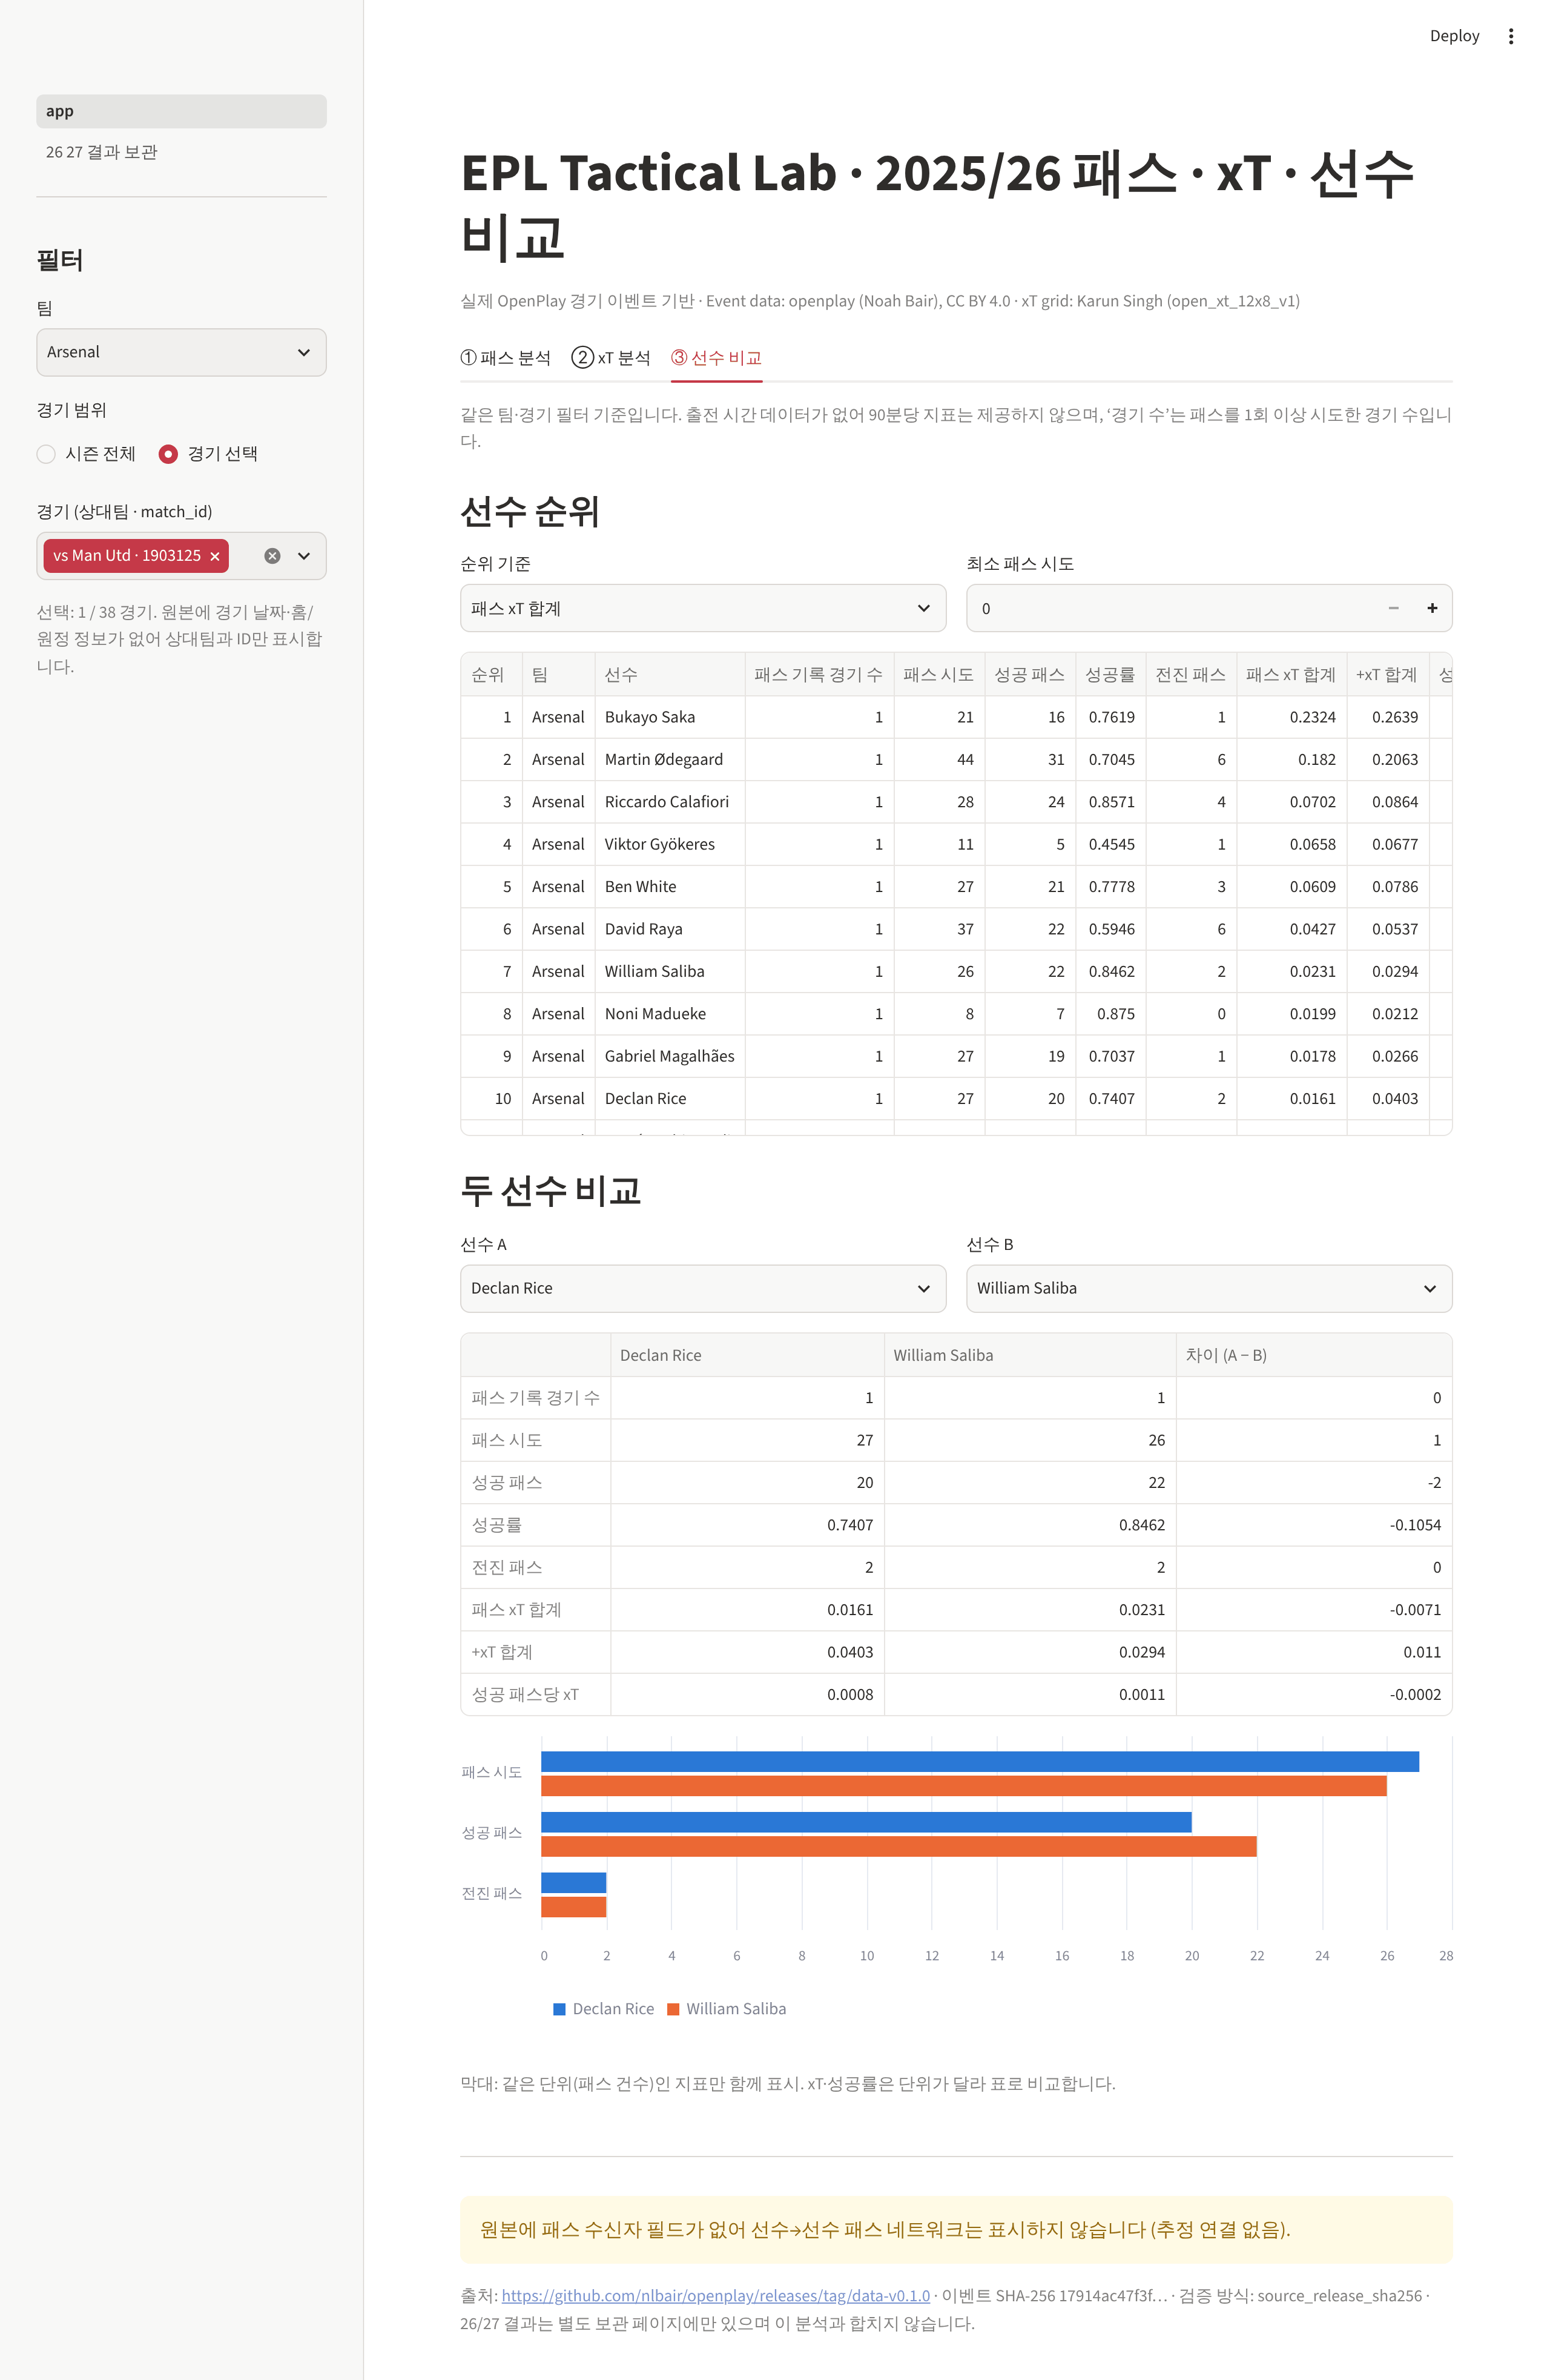 Deploy
app
26 27 결과 보관
필터
팀
Arsenal
경기 범위
시즌 전체 경기 선택
경기 (상대팀 · match_id)
vs Man Utd · 1903125
선택: 1 / 38 경기. 원본에 경기 날짜·홈/
원정 정보가 없어 상대팀과 ID만 표시합
니다.
EPL Tactical Lab · 2025/26 패스 · xT · 선수
비교
실제 OpenPlay 경기 이벤트 기반 · Event data: openplay (Noah Bair), CC BY 4.0 · xT grid: Karun Singh (open_xt_12x8_v1)
① 패스 분석 ② xT 분석 ③ 선수 비교
같은 팀·경기 필터 기준입니다. 출전 시간 데이터가 없어 90분당 지표는 제공하지 않으며, ‘경기 수’는 패스를 1회 이상 시도한 경기 수입니
다.
선수 순위
순위 기준 최소 패스 시도
패스 xT 합계 0
순위 팀 선수 패스 기록 경기 수 패스 시도 성공 패스 성공률 전진 패스 패스 xT 합계 +xT 합계 성
1 Arsenal Bukayo Saka 1 21 16 0.7619 1 0.2324 0.2639
2 Arsenal Martin Ødegaard 1 44 31 0.7045 6 0.182 0.2063
3 Arsenal Riccardo Calafiori 1 28 24 0.8571 4 0.0702 0.0864
4 Arsenal Viktor Gyökeres 1 11 5 0.4545 1 0.0658 0.0677
5 Arsenal Ben White 1 27 21 0.7778 3 0.0609 0.0786
6 Arsenal David Raya 1 37 22 0.5946 6 0.0427 0.0537
7 Arsenal William Saliba 1 26 22 0.8462 2 0.0231 0.0294
8 Arsenal Noni Madueke 1 8 7 0.875 0 0.0199 0.0212
9 Arsenal Gabriel Magalhães 1 27 19 0.7037 1 0.0178 0.0266
10 Arsenal Declan Rice 1 27 20 0.7407 2 0.0161 0.0403
두 선수 비교
선수 A 선수 B
Declan Rice William Saliba
Declan Rice William Saliba 차이 (A − B)
패스 기록 경기 수 1 1 0
패스 시도 27 26 1
성공 패스 20 22 -2
성공률 0.7407 0.8462 -0.1054
전진 패스 2 2 0
패스 xT 합계 0.0161 0.0231 -0.0071
+xT 합계 0.0403 0.0294 0.011
성공 패스당 xT 0.0008 0.0011 -0.0002
패스 시도
성공 패스
전진 패스
0 2 4 6 8 10 12 14 16 18 20 22 24 26 28
Declan Rice William Saliba
막대: 같은 단위(패스 건수)인 지표만 함께 표시. xT·성공률은 단위가 달라 표로 비교합니다.
원본에 패스 수신자 필드가 없어 선수→선수 패스 네트워크는 표시하지 않습니다 (추정 연결 없음).
출처: https://github.com/nlbair/openplay/releases/tag/data-v0.1.0 · 이벤트 SHA-256 17914ac47f3f… · 검증 방식: source_release_sha256 ·
26/27 결과는 별도 보관 페이지에만 있으며 이 분석과 합치지 않습니다.